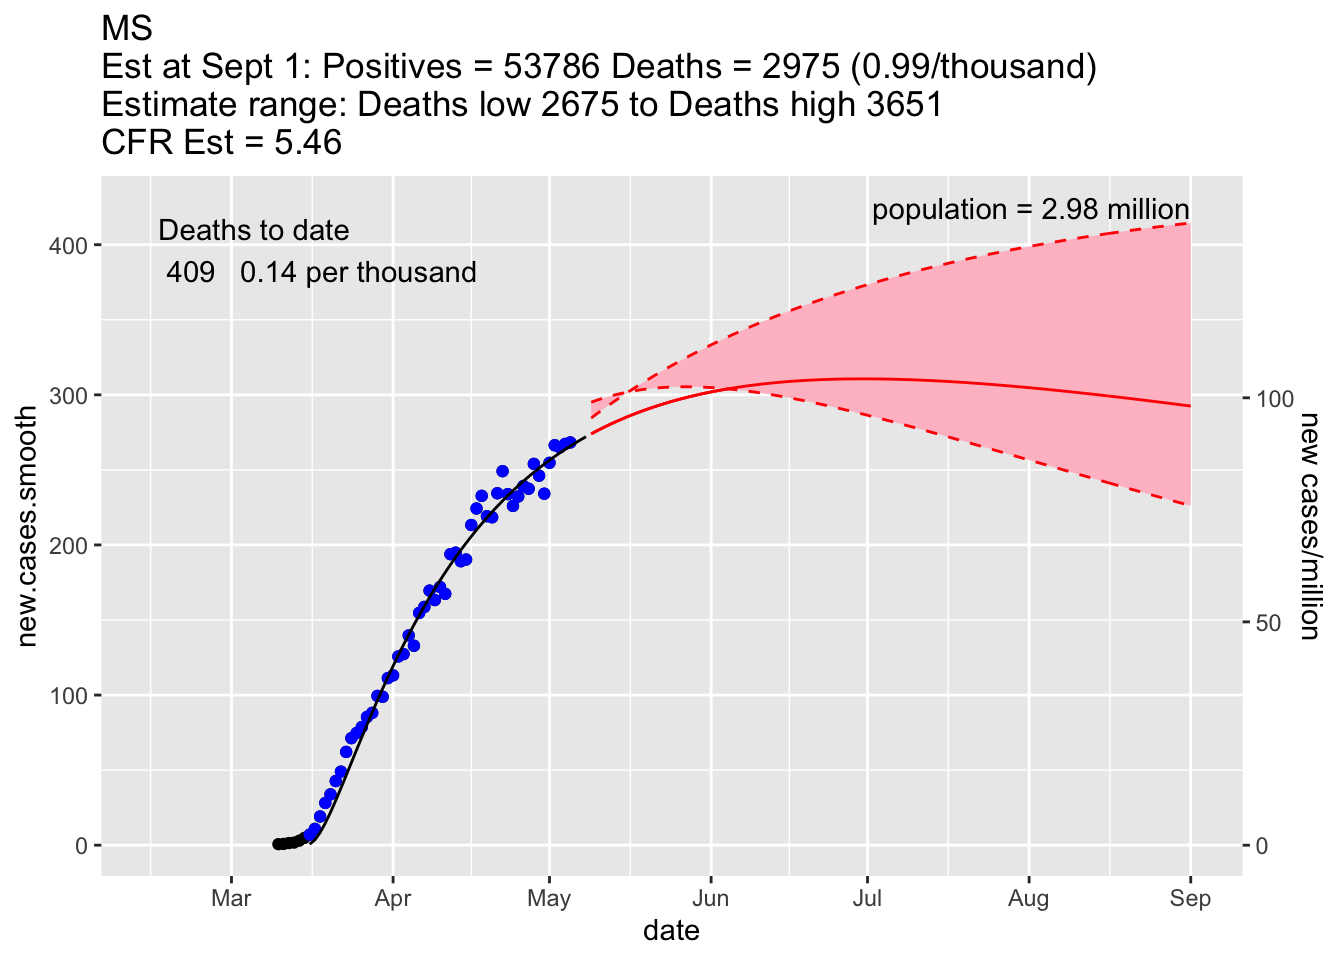 MS
Est at Sept 1: Positives = 53786 Deaths = 2975 (0.99/thousand)
Estimate range: Deaths low 2675 to Deaths high 3651
CFR Est = 5.46
population = 2.98 million
Deaths to date
409 0.14 per thousand
400
300
200
100
0
new.cases.smooth
100
50
0
new cases/million
Mar
Apr
May
Jun
Jul
Aug
Sep
date